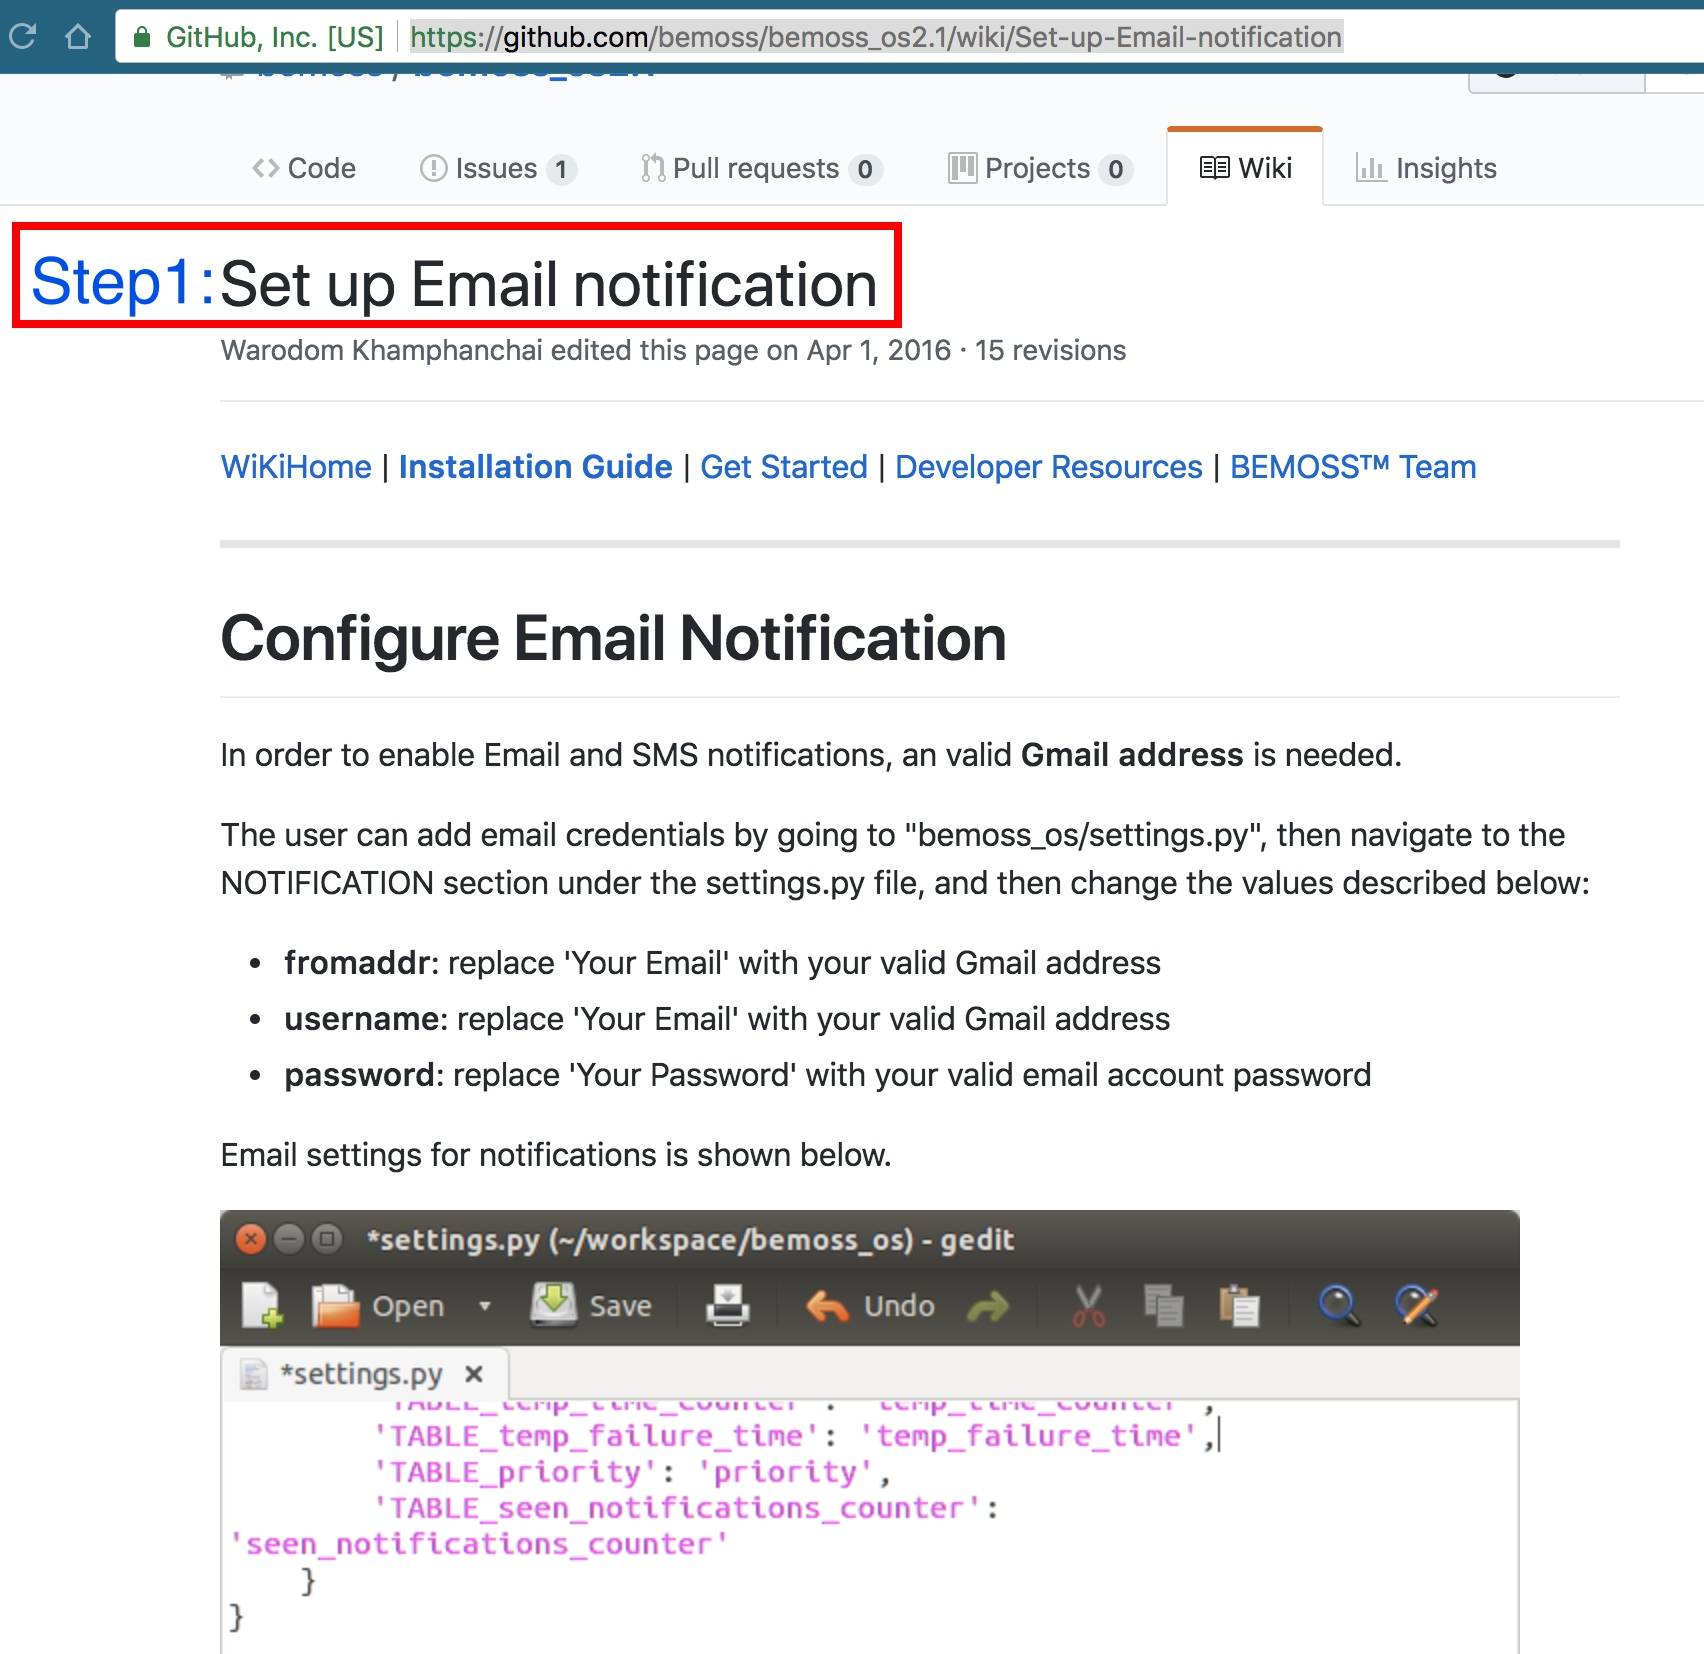 GitHub, Inc. [US] https://github.com/bemoss/bemoss_os2.1/wiki/Set-up-Email-notification
Code Issues 1 Pull requests 0 Projects 0 Wiki Insights
Step1:Set up Email notification
Warodom Khamphanchai edited this page on Apr 1, 2016 · 15 revisions
WiKiHome | Installation Guide | Get Started | Developer Resources | BEMOSS™ Team
Configure Email Notification
In order to enable Email and SMS notifications, an valid Gmail address is needed.
The user can add email credentials by going to "bemoss_os/settings.py", then navigate to the
NOTIFICATION section under the settings.py file, and then change the values described below:
• fromaddr: replace 'Your Email' with your valid Gmail address
• username: replace 'Your Email' with your valid Gmail address
• password: replace 'Your Password' with your valid email account password
Email settings for notifications is shown below.
*settings.py (~/workspace/bemoss_os) - gedit
Open Save Undo
*settings.py
'TABLE_temp_time_counter': 'temp_time_counter',
'TABLE_temp_failure_time': 'temp_failure_time',
'TABLE_priority': 'priority',
'TABLE_seen_notifications_counter':
'seen_notifications_counter'
}
}